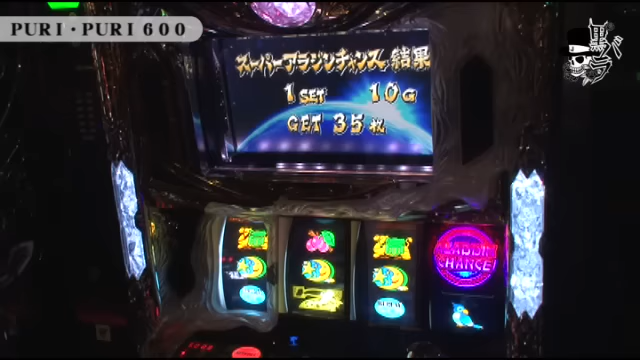 PURI・PURI 600
スーパーアラジンチャンス 結果
1 SET 10G
GET 35枚
ALADDIN
CHANCE
REPLAY